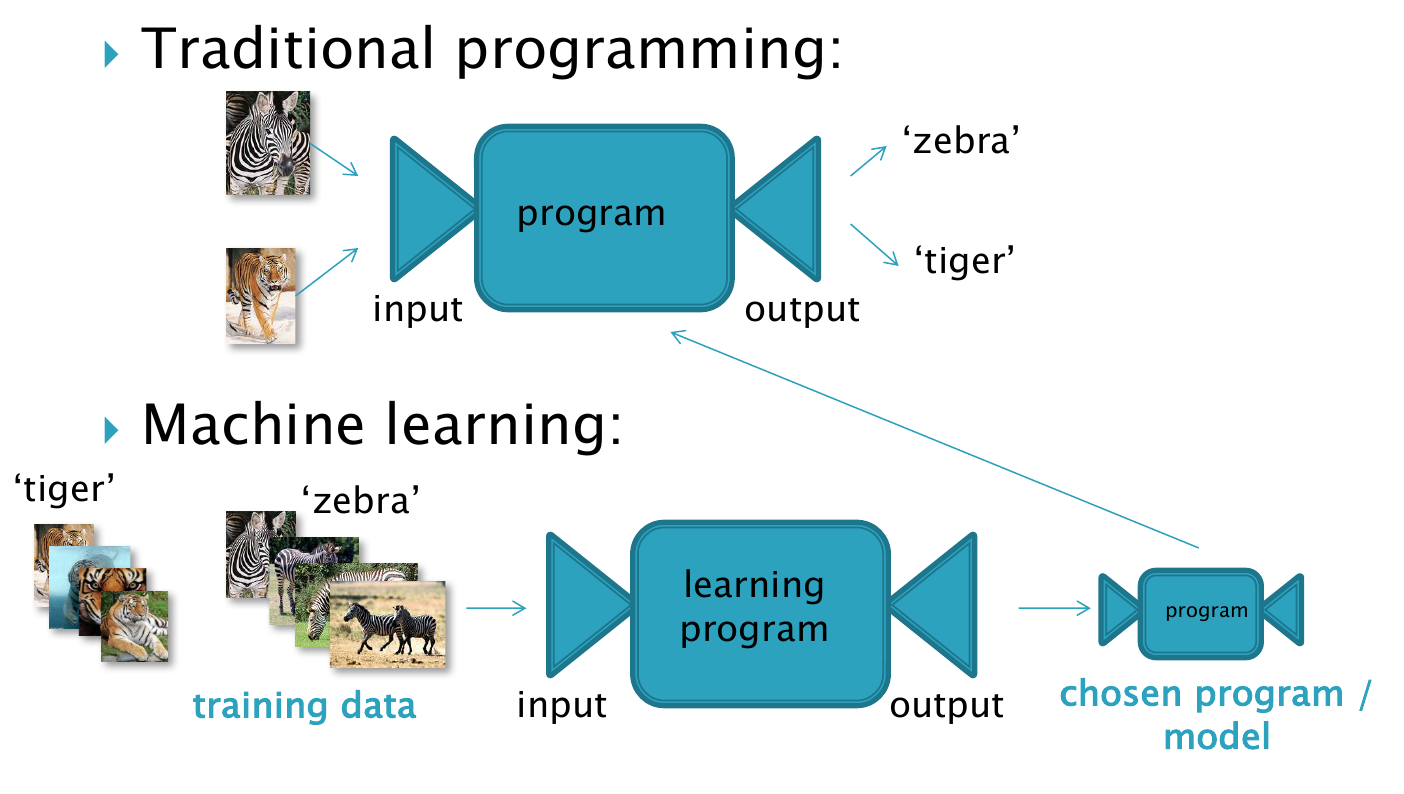 Traditional programming:
‘zebra’
program
‘tiger’
input
output
Machine learning:
‘tiger’
‘zebra’
learning
program
program
training data
input
output
chosen program /
model